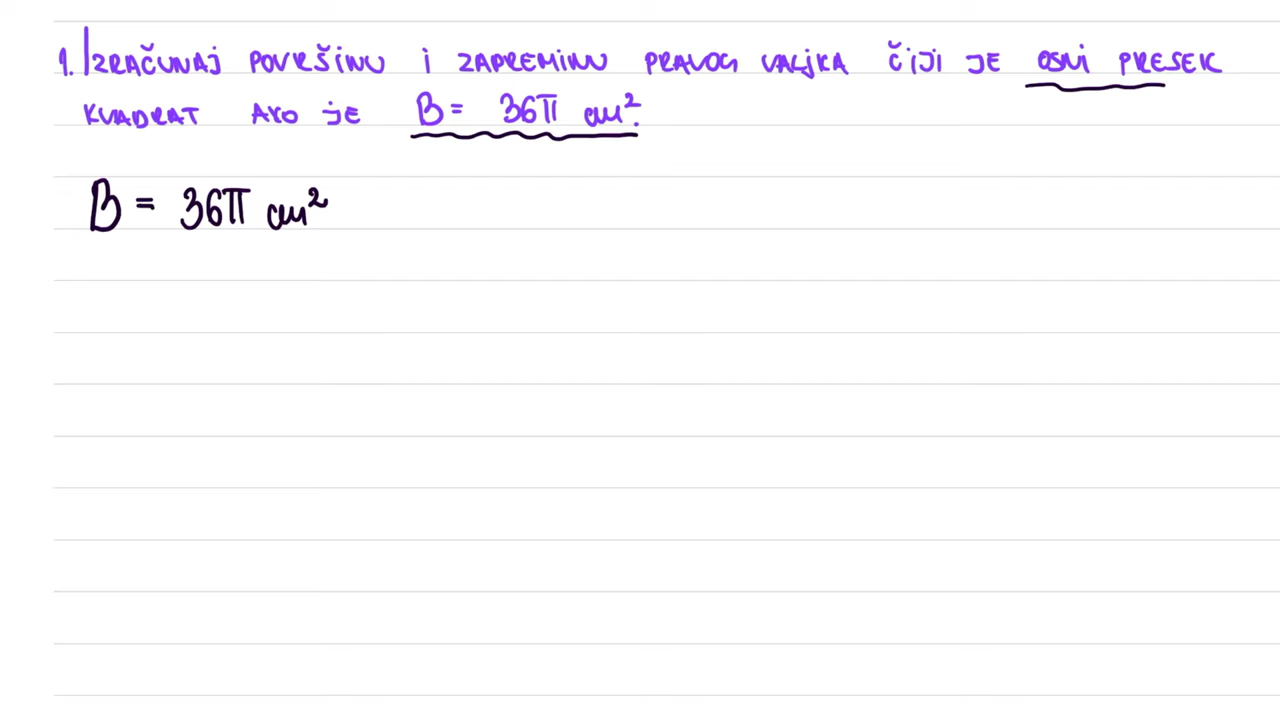 1. IZRAČUNAJ POVRŠINU I ZAPREMINU PRAVOG VALJKA ČIJI JE OSNI PRESEK
KVADRAT AKO JE B = 36π cm².
B = 36π cm²